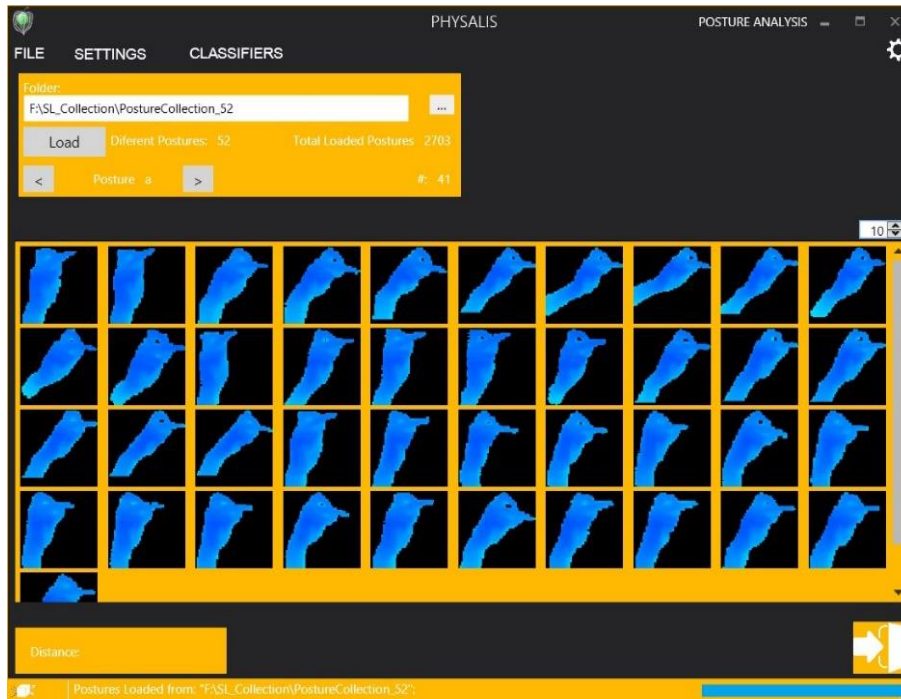 PHYSALIS
POSTURE ANALYSIS
FILE SETTINGS CLASSIFIERS
Folder:
F:\SL_Collection\PostureCollection_52
...
Load Diferent Postures: 52 Total Loaded Postures 2703
< Posture a > #: 41
10
Distance:
Postures Loaded from: "F:\SL_Collection\PostureCollection_52":